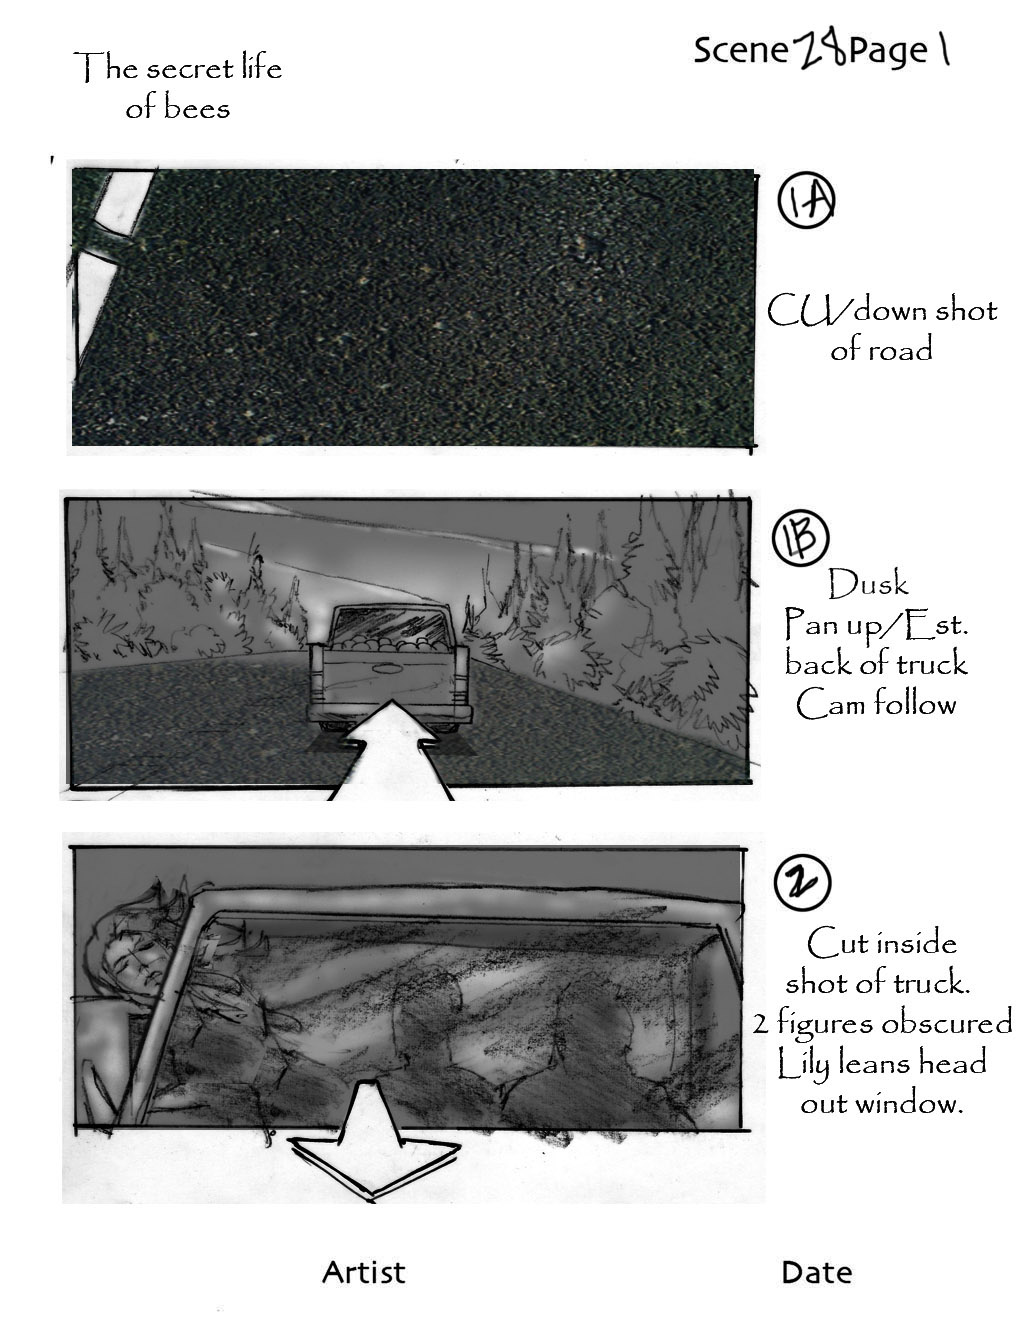 The secret life
of bees
Scene 28 Page 1
1A
CU/down shot
of road
1B
Dusk
Pan up/Est.
back of truck
Cam follow
2
Cut inside
shot of truck.
2 figures obscured
Lily leans head
out window.
Artist
Date